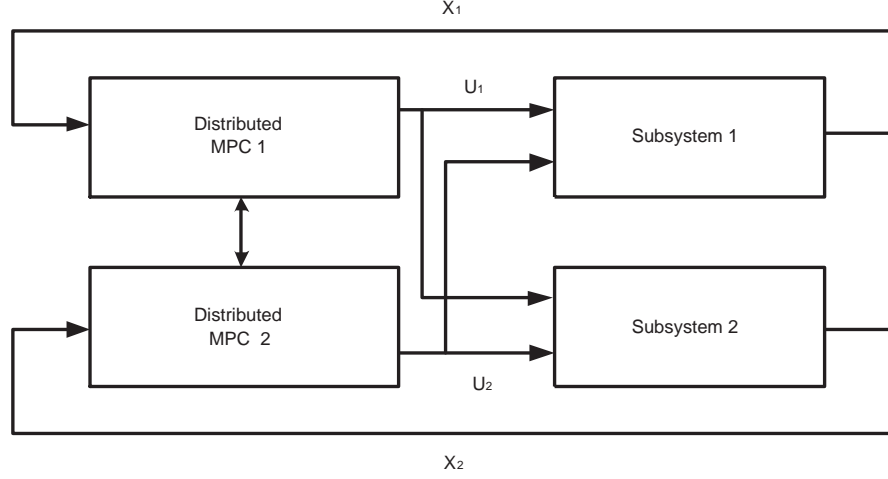 X1
U1
Distributed
MPC 1
Subsystem 1
Distributed
MPC 2
Subsystem 2
U2
X2